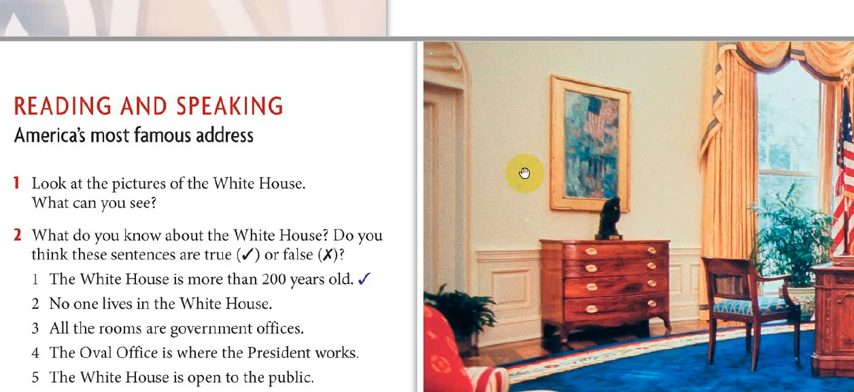 READING AND SPEAKING
America's most famous address
1 Look at the pictures of the White House.
What can you see?
2 What do you know about the White House? Do you
think these sentences are true (✓) or false (✗)?
1 The White House is more than 200 years old. ✓
2 No one lives in the White House.
3 All the rooms are government offices.
4 The Oval Office is where the President works.
5 The White House is open to the public.